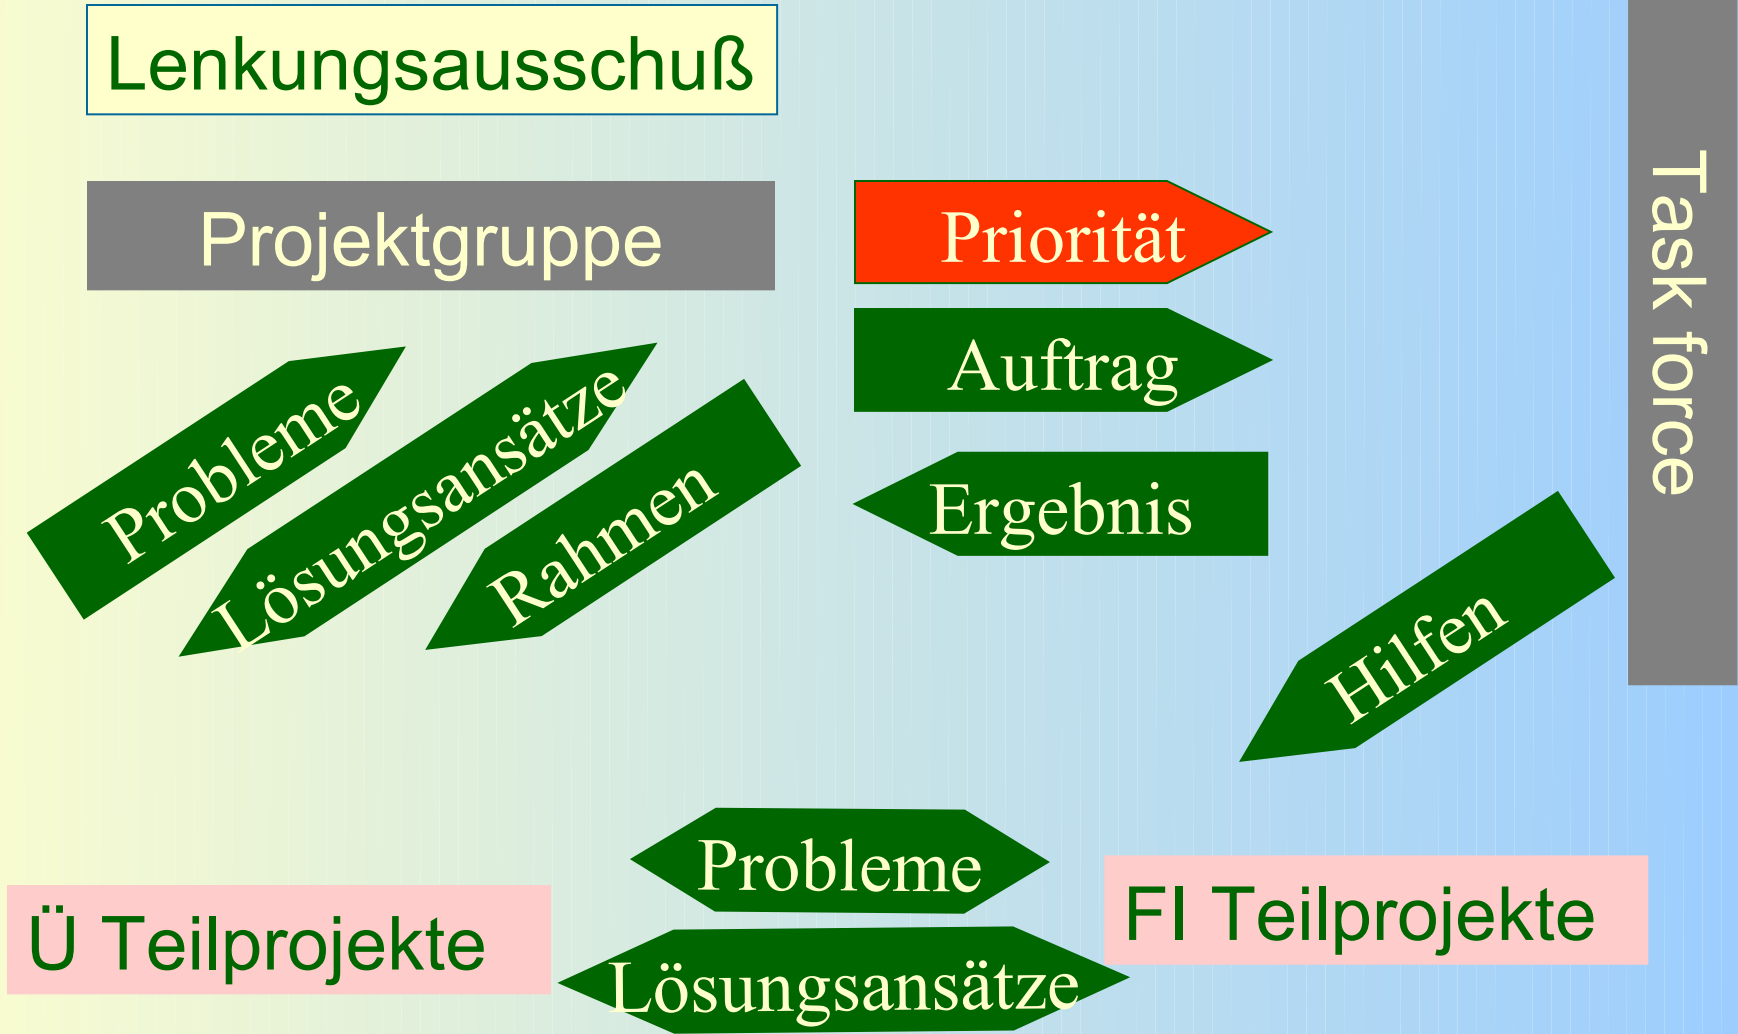 Lenkungsausschuß
Projektgruppe
Priorität
Auftrag
Ergebnis
Task force
Probleme
Lösungsansätze
Rahmen
Hilfen
Probleme
Lösungsansätze
Ü Teilprojekte
FI Teilprojekte